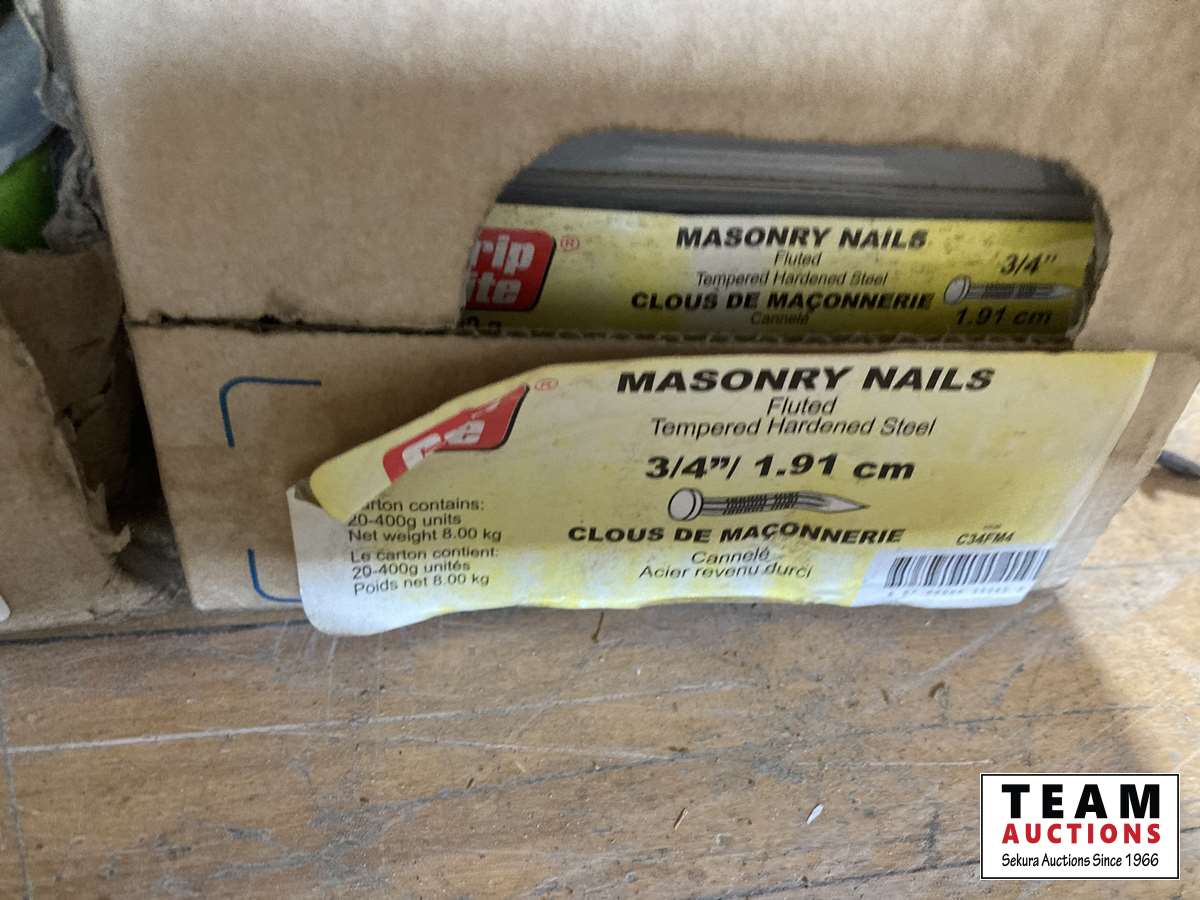 rip ®
MASONRY NAILS
Fluted
Tempered Hardened Steel
3/4"
CLOUS DE MAÇONNERIE
Cannelé
1.91 cm
®
MASONRY NAILS
Fluted
Tempered Hardened Steel
3/4"/ 1.91 cm
carton contains:
20-400g units
Net weight 8.00 kg
Le carton contient:
20-400g unités
Poids net 8.00 kg
CLOUS DE MAÇONNERIE
Cannelé
Acier revenu durci
C34FM4
TEAM
AUCTIONS
Sekura Auctions Since 1966